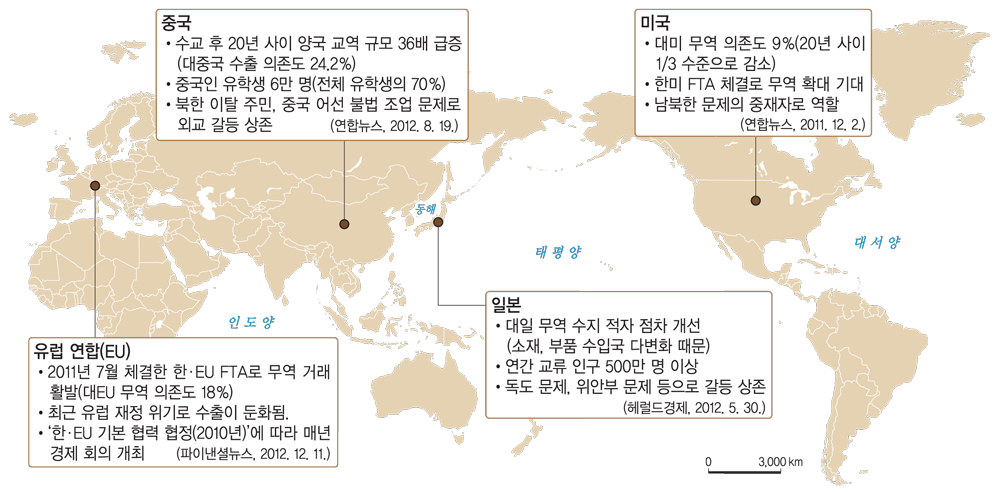 중국
• 수교 후 20년 사이 양국 교역 규모 36배 급증
(대중국 수출 의존도 24.2%)
• 중국인 유학생 6만 명(전체 유학생의 70%)
• 북한 이탈 주민, 중국 어선 불법 조업 문제로
외교 갈등 상존 (연합뉴스, 2012. 8. 19.)
미국
• 대미 무역 의존도 9%(20년 사이
1/3 수준으로 감소)
• 한미 FTA 체결로 무역 확대 기대
• 남북한 문제의 중재자로 역할
(연합뉴스, 2011. 12. 2.)
동해
태평양
대서양
인도양
일본
• 대일 무역 수지 적자 점차 개선
(소재, 부품 수입국 다변화 때문)
• 연간 교류 인구 500만 명 이상
• 독도 문제, 위안부 문제 등으로 갈등 상존
(헤럴드경제, 2012. 5. 30.)
유럽 연합(EU)
• 2011년 7월 체결한 한·EU FTA로 무역 거래
활발(대EU 무역 의존도 18%)
• 최근 유럽 재정 위기로 수출이 둔화됨.
• ‘한·EU 기본 협력 협정(2010년)’에 따라 매년
경제 회의 개최 (파이낸셜뉴스, 2012. 12. 11.)
0 3,000 km